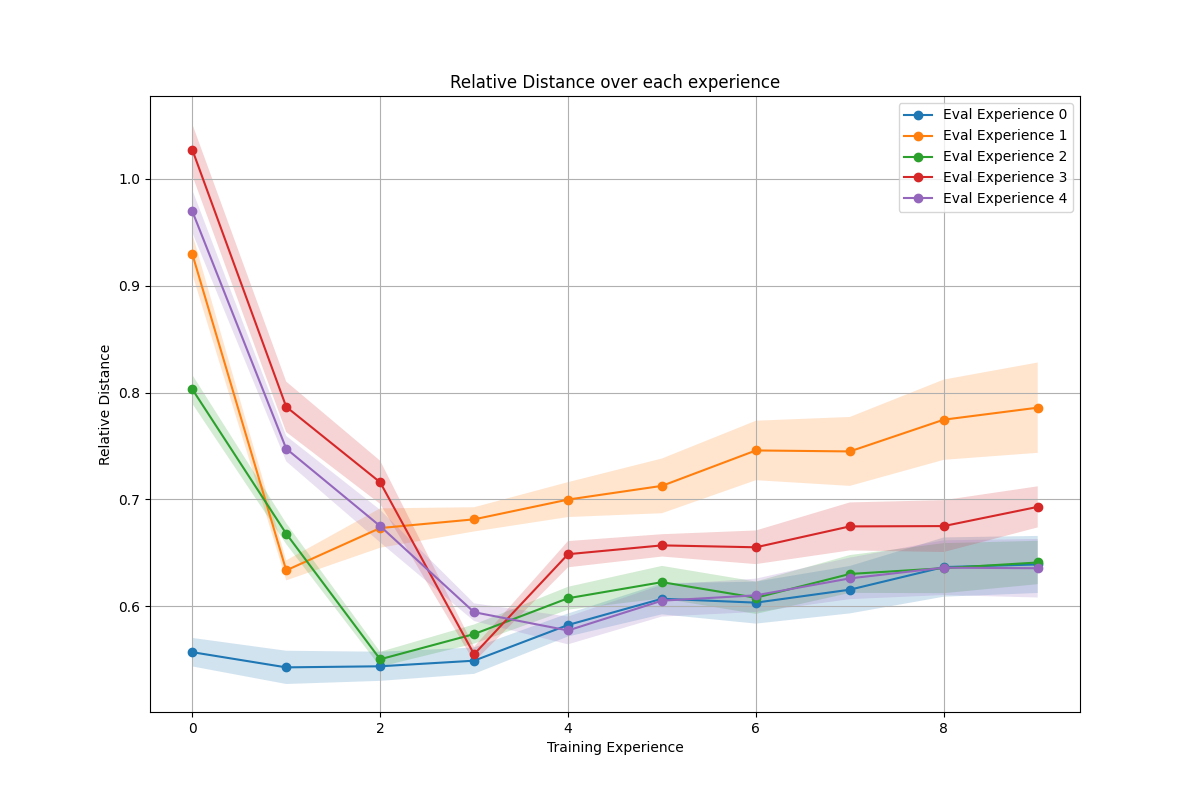 Relative Distance over each experience
Eval Experience 0
Eval Experience 1
Eval Experience 2
Eval Experience 3
Eval Experience 4
Relative Distance
1.0
0.9
0.8
0.7
0.6
0 2 4 6 8
Training Experience